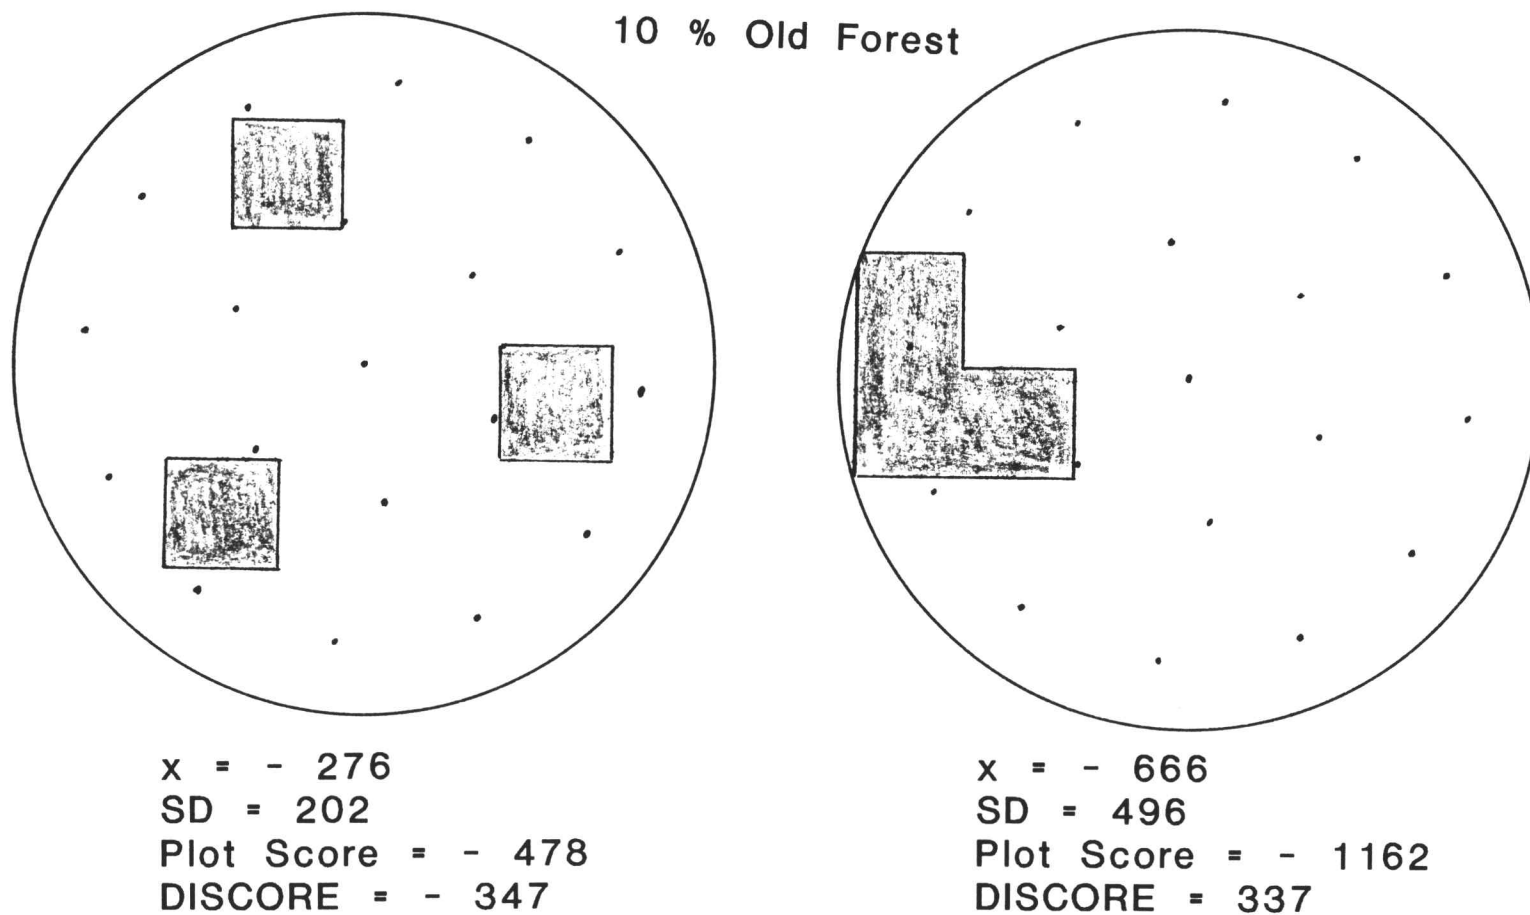 10 % Old Forest
x = - 276
SD = 202
Plot Score = - 478
DISCORE = - 347
x = - 666
SD = 496
Plot Score = - 1162
DISCORE = 337